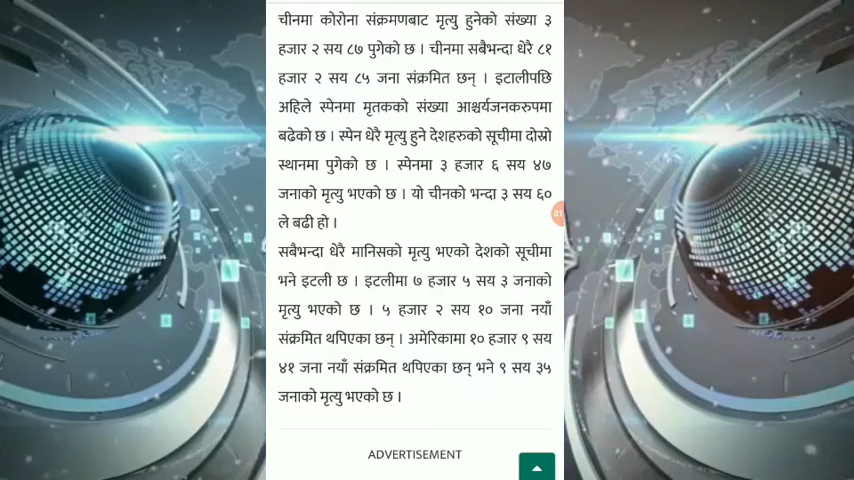 चीनमा कोरोना संक्रमणबाट मृत्यु हुनेको संख्या ३
हजार २ सय ८७ पुगेको छ । चीनमा सबैभन्दा धेरै ८१
हजार २ सय ८५ जना संक्रमित छन् । इटालीपछि
अहिले स्पेनमा मृतकको संख्या आश्चर्यजनकरुपमा
बढेको छ । स्पेन धेरै मृत्यु हुने देशहरुको सूचीमा दोस्रो
स्थानमा पुगेको छ । स्पेनमा ३ हजार ६ सय ४७
जनाको मृत्यु भएको छ । यो चीनको भन्दा ३ सय ६०
ले बढी हो ।
सबैभन्दा धेरै मानिसको मृत्यु भएको देशको सूचीमा
भने इटली छ । इटलीमा ७ हजार ५ सय ३ जनाको
मृत्यु भएको छ । ५ हजार २ सय १० जना नयाँ
संक्रमित थपिएका छन् । अमेरिकामा १० हजार ९ सय
४१ जना नयाँ संक्रमित थपिएका छन् भने ९ सय ३५
जनाको मृत्यु भएको छ ।
ADVERTISEMENT